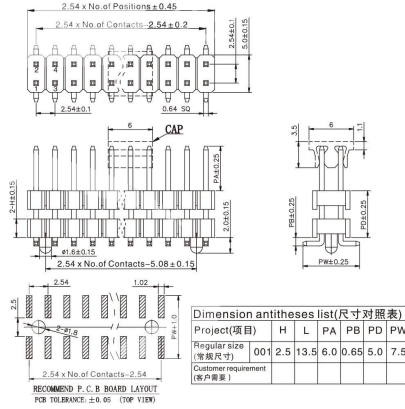 2.54 x No.of Positions±0.45
2.54 x No.of Contacts-2.54±0.2
2.54±0.1
5.0±0.15
2 4
1 3
2.54±0.1
0.64 SQ
6
CAP
PA±0.25
2-H±0.15
2.0±0.15
ø1.6±0.15
2.54 x No.of Contacts-5.08±0.15
6
1.1
3.5
PB±0.25
PD±0.25
PW±0.25
2.54
1.02
2.5
2-ø1.8
PW+1.0
2.54 x No.of Contacts-2.54
RECOMMEND P.C.B BOARD LAYOUT
PCB TOLERANCE:±0.05 (TOP VIEW)
Dimension antitheses list(尺寸对照表)
Project(项目) H L PA PB PD PW
Regular size
(常规尺寸) 001 2.5 13.5 6.0 0.65 5.0 7.5
Customer requirement
(客户需要)